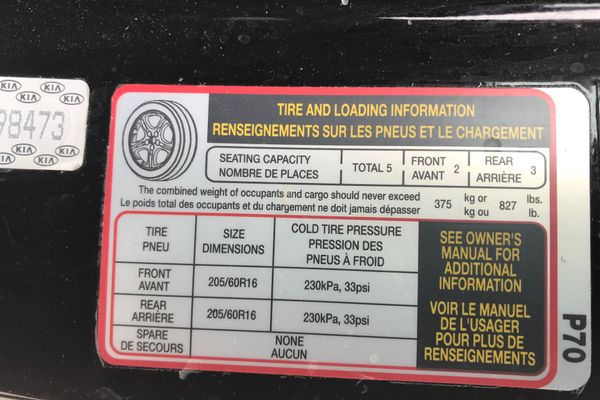 KIA KIA
KIA KIA
98473
KIA KIA
KIA KIA
TIRE AND LOADING INFORMATION
RENSEIGNEMENTS SUR LES PNEUS ET LE CHARGEMENT
SEATING CAPACITY
NOMBRE DE PLACES
TOTAL 5
FRONT
AVANT 2
REAR
ARRIÈRE 3
The combined weight of occupants and cargo should never exceed 375 kg or 827 lbs.
Le poids total des occupants et du chargement ne doit jamais dépasser kg ou lb.
TIRE
PNEU
SIZE
DIMENSIONS
COLD TIRE PRESSURE
PRESSION DES
PNEUS À FROID
FRONT
AVANT
205/60R16
230kPa, 33psi
REAR
ARRIÈRE
205/60R16
230kPa, 33psi
SPARE
DE SECOURS
NONE
AUCUN
SEE OWNER'S
MANUAL FOR
ADDITIONAL
INFORMATION
VOIR LE MANUEL
DE L'USAGER
POUR PLUS DE
RENSEIGNEMENTS
P70